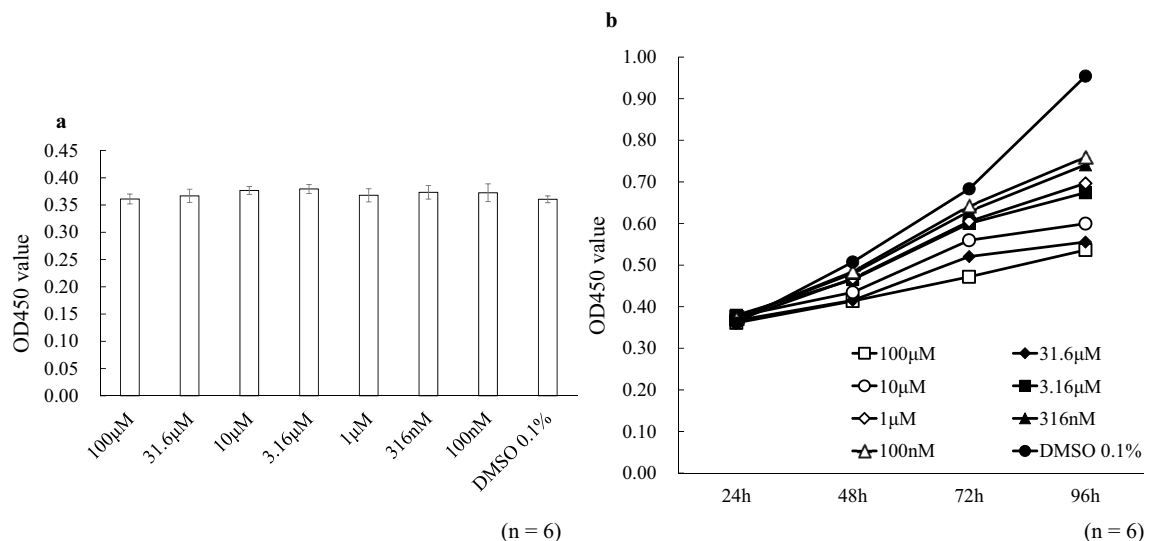 a
OD450 value
0.45
0.40
0.35
0.30
0.25
0.20
0.15
0.10
0.05
0.00
100μM
31.6μM
10μM
3.16μM
1μM
316nM
100nM
DMSO 0.1%
(n = 6)
b
OD450 value
1.00
0.90
0.80
0.70
0.60
0.50
0.40
0.30
0.20
0.10
0.00
100μM 31.6μM
10μM 3.16μM
1μM 316nM
100nM DMSO 0.1%
24h 48h 72h 96h
(n = 6)